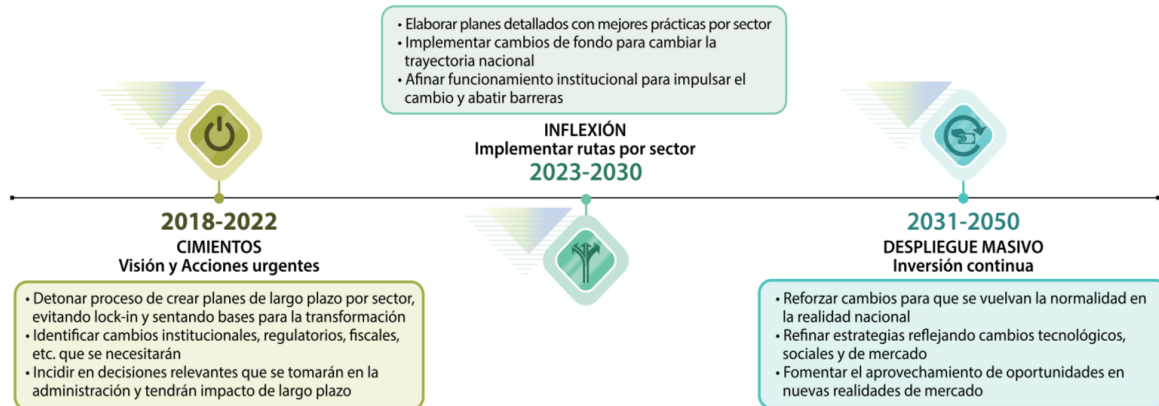 2018-2022
CIMIENTOS
Visión y Acciones urgentes
• Detonar proceso de crear planes de largo plazo por sector,
evitando lock-in y sentando bases para la transformación
• Identificar cambios institucionales, regulatorios, fiscales,
etc. que se necesitarán
• Incidir en decisiones relevantes que se tomarán en la
administración y tendrán impacto de largo plazo
• Elaborar planes detallados con mejores prácticas por sector
• Implementar cambios de fondo para cambiar la
trayectoria nacional
• Afinar funcionamiento institucional para impulsar el
cambio y abatir barreras
INFLEXIÓN
Implementar rutas por sector
2023-2030
2031-2050
DESPLIEGUE MASIVO
Inversión continua
• Reforzar cambios para que se vuelvan la normalidad en
la realidad nacional
• Refinar estrategias reflejando cambios tecnológicos,
sociales y de mercado
• Fomentar el aprovechamiento de oportunidades en
nuevas realidades de mercado